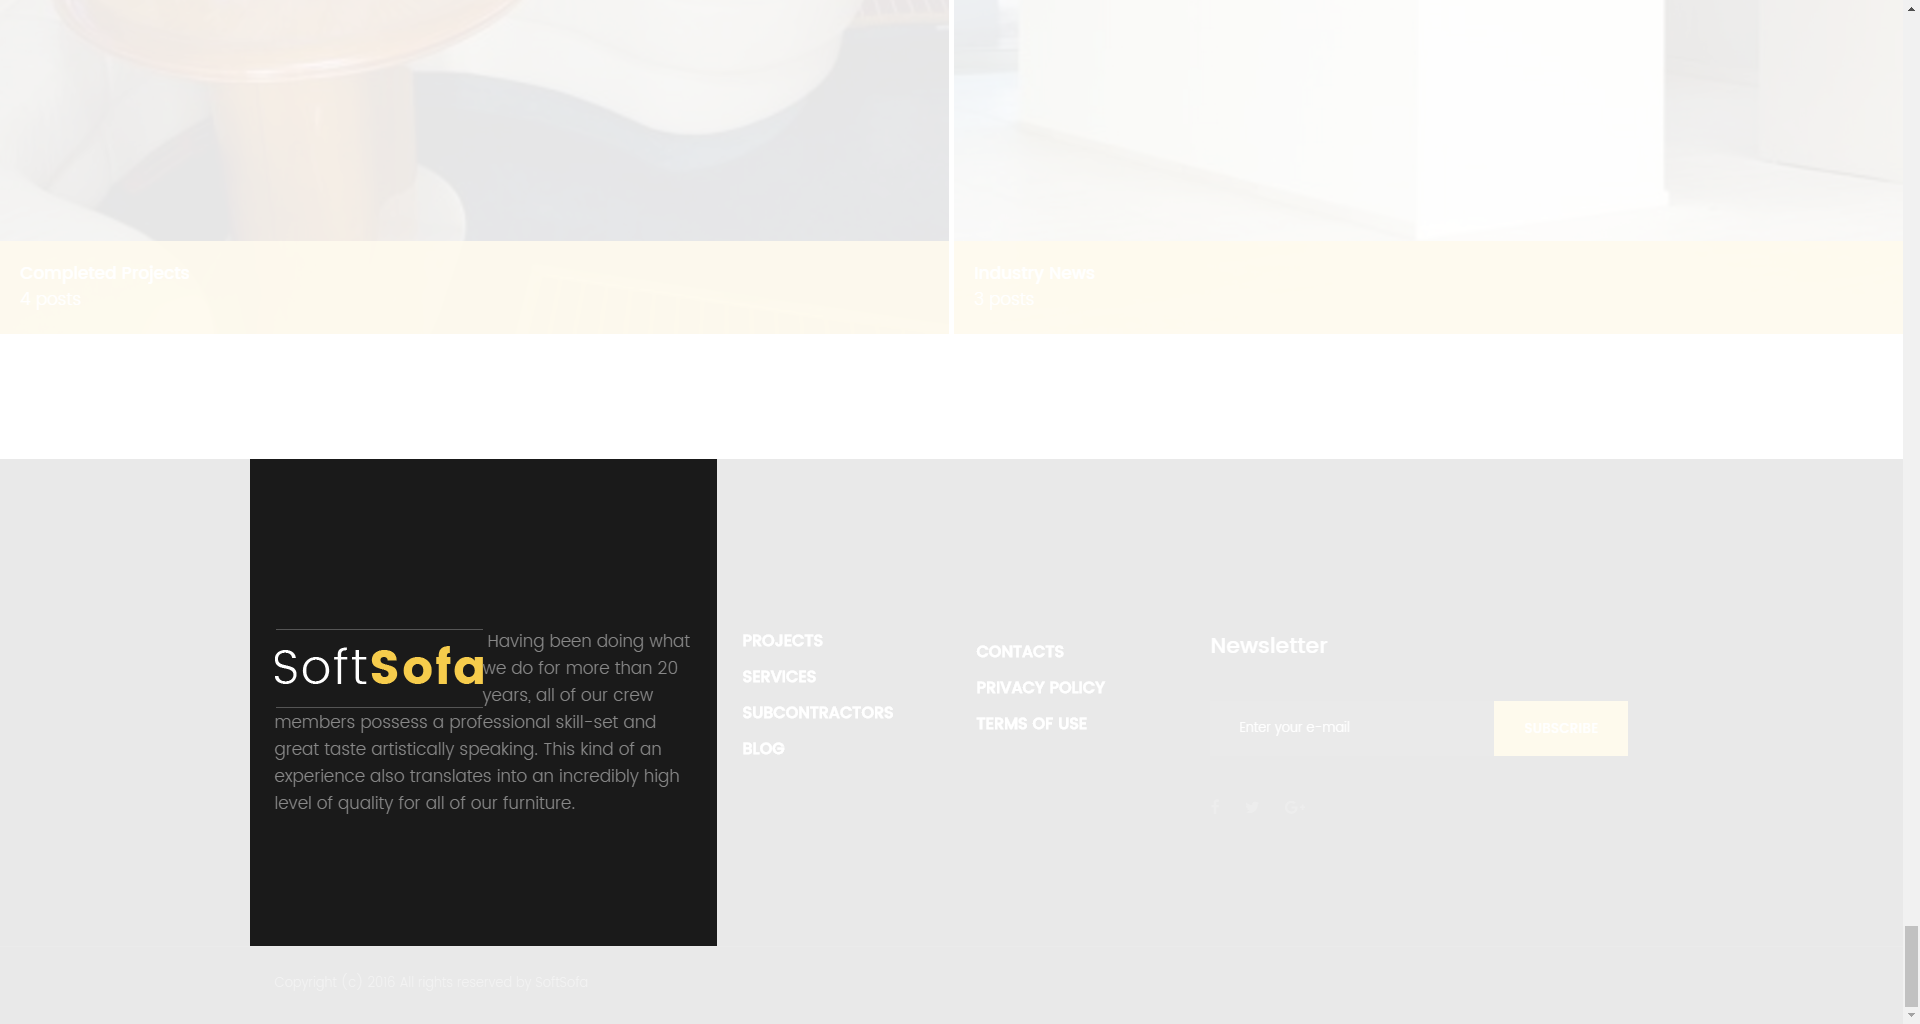 Completed Projects
4 posts
Industry News
3 posts
SoftSofa
Having been doing what
we do for more than 20
years, all of our crew
members possess a professional skill-set and
great taste artistically speaking. This kind of an
experience also translates into an incredibly high
level of quality for all of our furniture.
PROJECTS
SERVICES
SUBCONTRACTORS
BLOG
CONTACTS
PRIVACY POLICY
TERMS OF USE
Newsletter
Enter your e-mail
SUBSCRIBE
Copyright (c) 2016 All rights reserved by SoftSofa